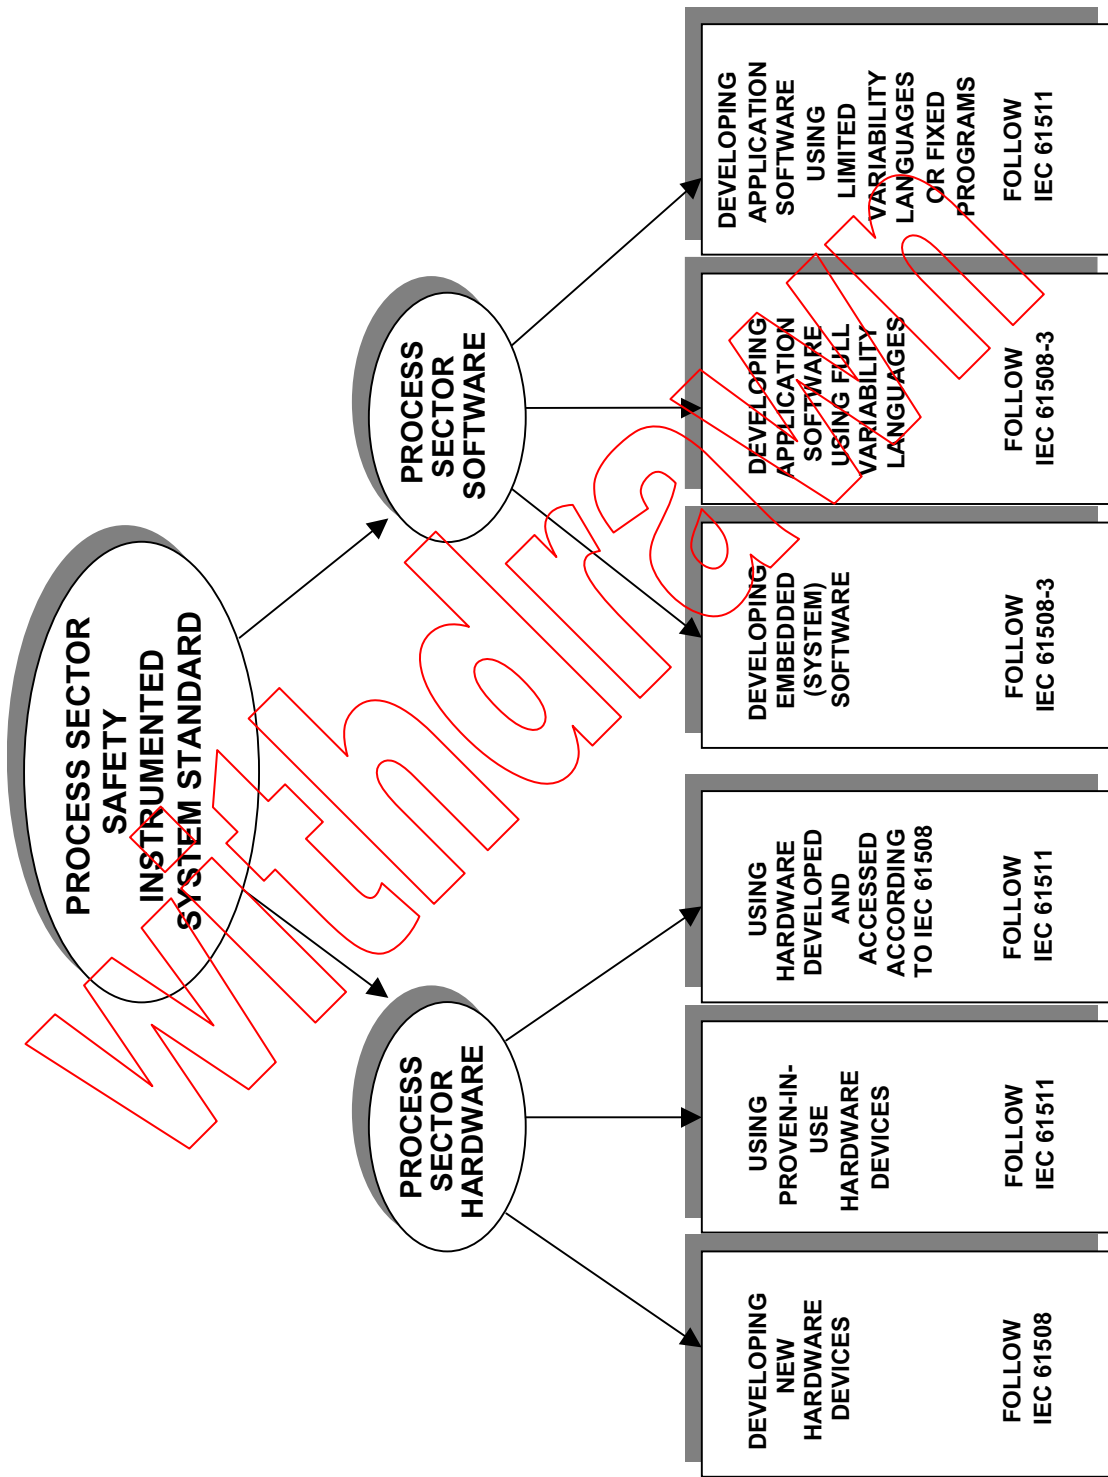 PROCESS SECTOR
SAFETY
INSTRUMENTED
SYSTEM STANDARD
PROCESS
SECTOR
HARDWARE
PROCESS
SECTOR
SOFTWARE
DEVELOPING
NEW
HARDWARE
DEVICES
FOLLOW
IEC 61508
USING
PROVEN-IN-
USE
HARDWARE
DEVICES
FOLLOW
IEC 61511
USING
HARDWARE
DEVELOPED
AND
ACCESSED
ACCORDING
TO IEC 61508
FOLLOW
IEC 61511
DEVELOPING
EMBEDDED
(SYSTEM)
SOFTWARE
FOLLOW
IEC 61508-3
DEVELOPING
APPLICATION
SOFTWARE
USING FULL
VARIABILITY
LANGUAGES
FOLLOW
IEC 61508-3
DEVELOPING
APPLICATION
SOFTWARE
USING
LIMITED
VARIABILITY
LANGUAGES
OR FIXED
PROGRAMS
FOLLOW
IEC 61511
Withdrawn